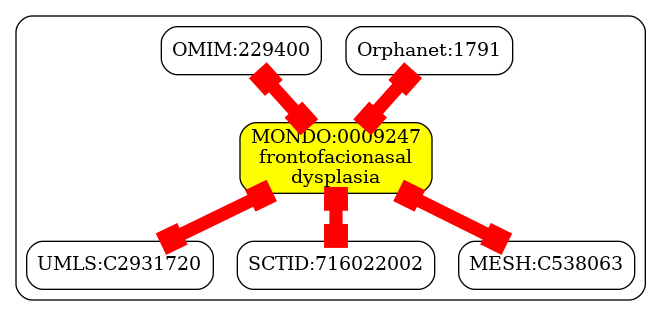 OMIM:229400
Orphanet:1791
MONDO:0009247
frontofacionasal
dysplasia
UMLS:C2931720
SCTID:716022002
MESH:C538063